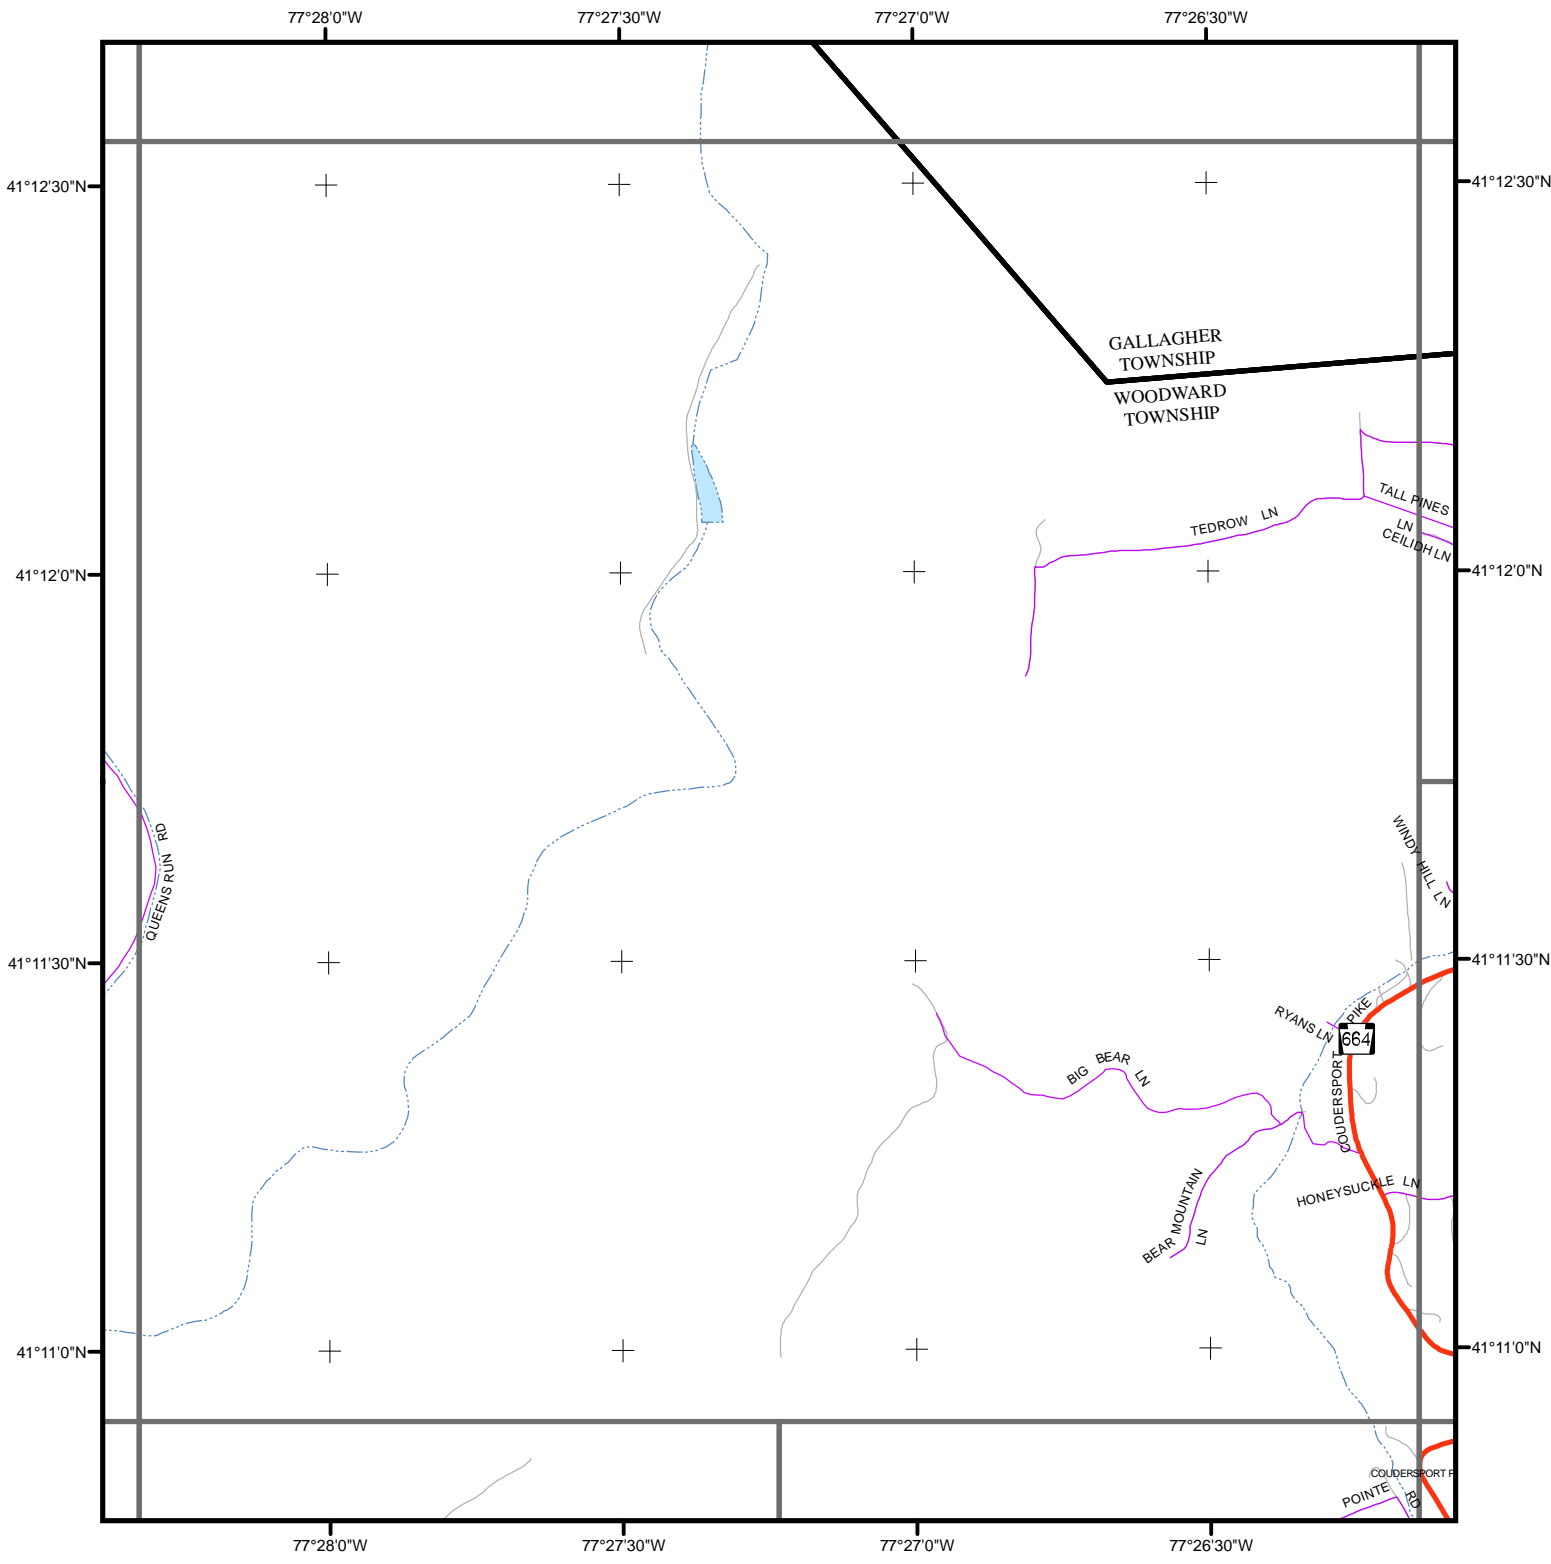 77°28'0"W
77°27'30"W
77°27'0"W
77°26'30"W
41°12'30"N
41°12'30"N
GALLAGHER
TOWNSHIP
WOODWARD
TOWNSHIP
TALL PINES
LN
TEDROW LN
CEILIDH LN
41°12'0"N
41°12'0"N
WINDY HILL LN
QUEENS RUN RD
41°11'30"N
41°11'30"N
RYANS LN
COUDERSPORT PIKE
664
BIG BEAR LN
HONEYSUCKLE LN
BEAR MOUNTAIN LN
41°11'0"N
41°11'0"N
COUDERSPORT P
POINTE RD
77°28'0"W
77°27'30"W
77°27'0"W
77°26'30"W